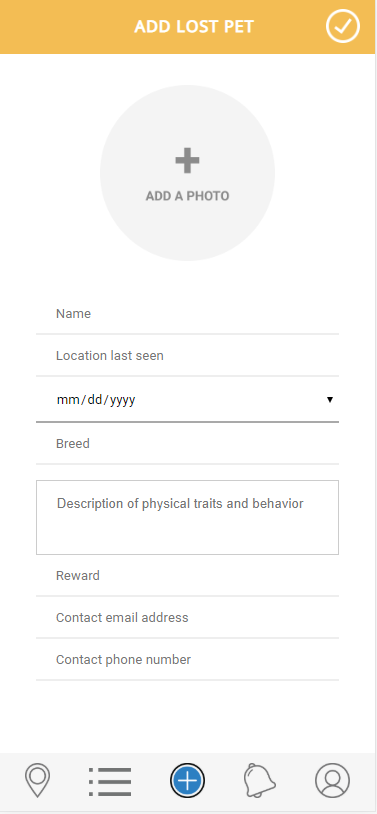 ADD LOST PET
ADD A PHOTO
Name
Location last seen
mm/dd/yyyy
Breed
Description of physical traits and behavior
Reward
Contact email address
Contact phone number